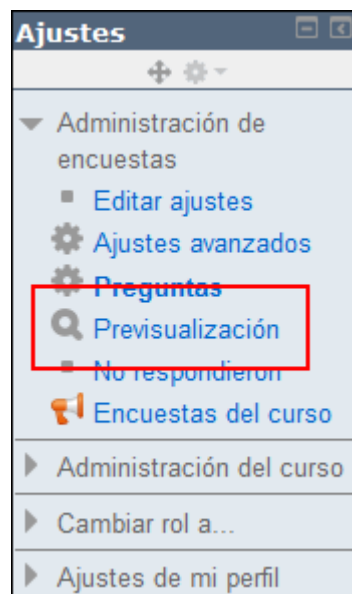 Ajustes
Administración de
encuestas
Editar ajustes
Ajustes avanzados
Preguntas
Previsualización
No respondieron
Encuestas del curso
Administración del curso
Cambiar rol a...
Ajustes de mi perfil